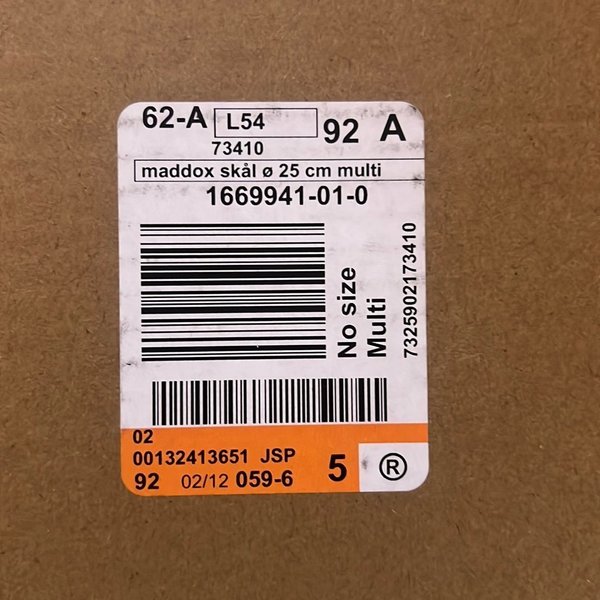 62-A L54 92 A
73410
maddox skål ø 25 cm multi
1669941-01-0
No size
Multi
7325902173410
02
00132413651 JSP
92 02/12 059-6 5 ®